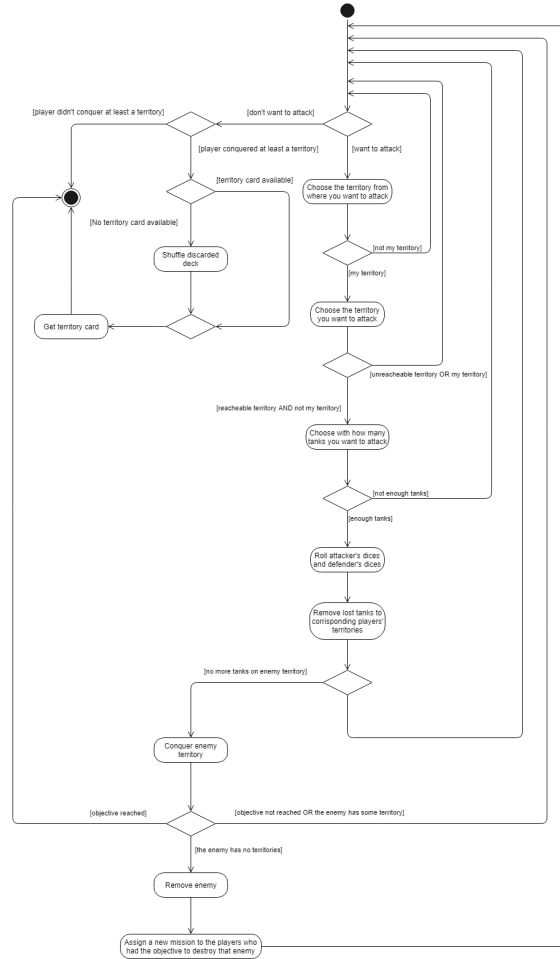 [player didn't conquer at least a territory]
[don't want to attack]
[player conquered at least a territory]
[want to attack]
[territory card available]
Choose the territory from
where you want to attack
[No territory card available]
[not my territory]
Shuffle discarded
deck
[my territory]
Get territory card
Choose the territory
you want to attack
[unreacheable territory OR my territory]
[reacheable territory AND not my territory]
Choose with how many
tanks you want to attack
[not enough tanks]
[enough tanks]
Roll attacker's dices
and defender's dices
Remove lost tanks to
corrisponding players'
territories
[no more tanks on enemy territory]
Conquer enemy
territory
[objective reached]
[objective not reached OR the enemy has some territory]
[the enemy has no territories]
Remove enemy
Assign a new mission to the players who
had the objective to destroy that enemy